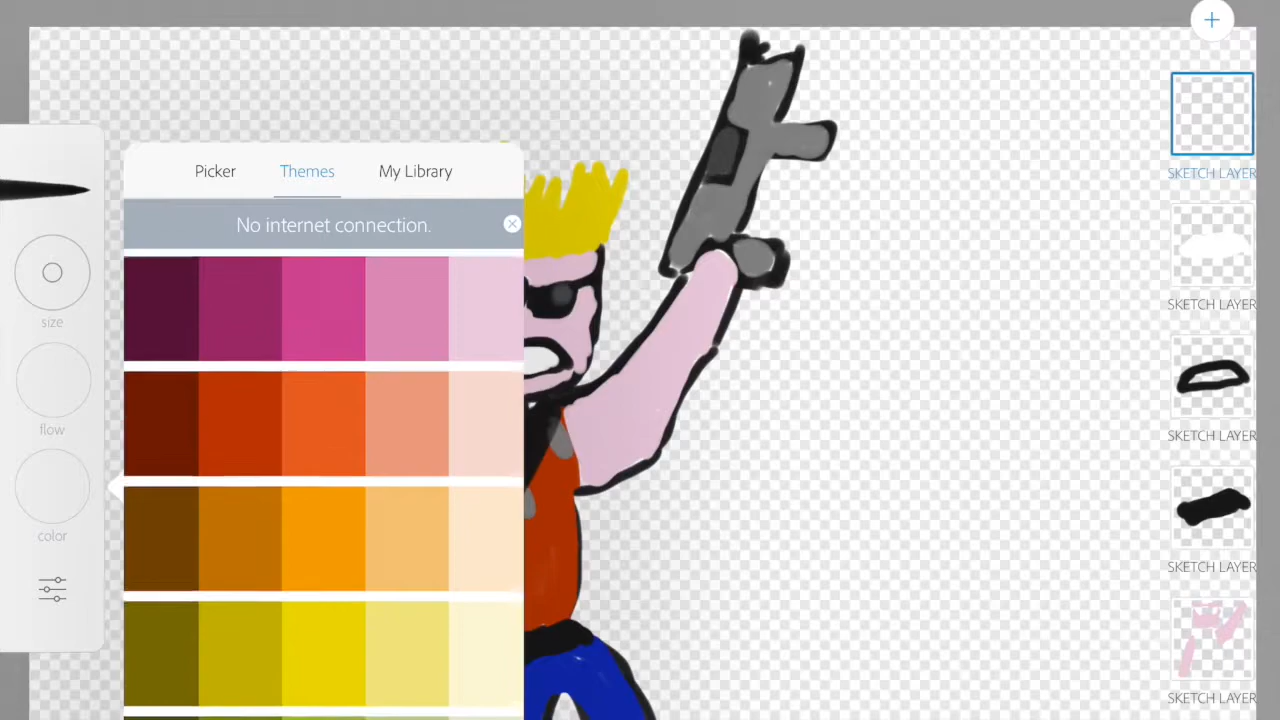 Picker Themes My Library
No internet connection.
size
flow
color
SKETCH LAYER
SKETCH LAYER
SKETCH LAYER
SKETCH LAYER
SKETCH LAYER